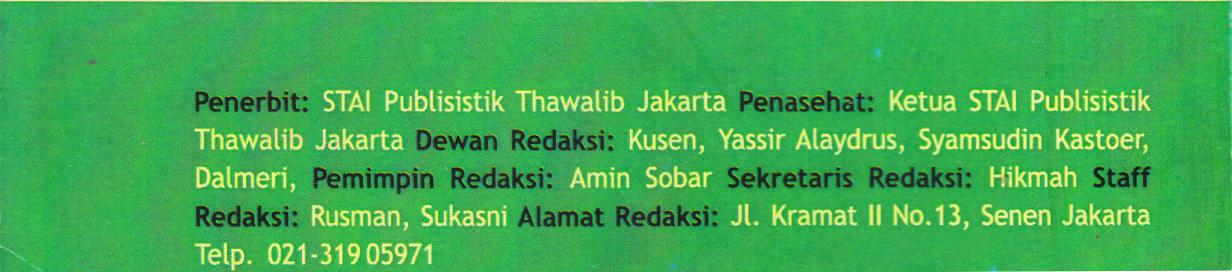 Penerbit: STAI Publisistik Thawalib Jakarta Penasehat: Ketua STAI Publisistik
Thawalib Jakarta Dewan Redaksi: Kusen, Yassir Alaydrus, Syamsudin Kastoer,
Dalmeri, Pemimpin Redaksi: Amin Sobar Sekretaris Redaksi: Hikmah Staff
Redaksi: Rusman, Sukasni Alamat Redaksi: Jl. Kramat II No.13, Senen Jakarta
Telp. 021-319 05971